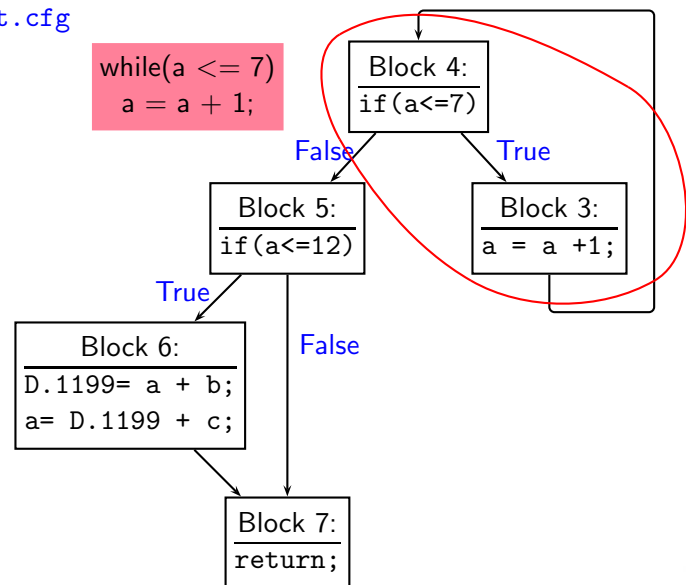 t.cfg
while(a <= 7)
a = a + 1;
Block 4:
if(a<=7)
False
True
Block 5:
if(a<=12)
Block 3:
a = a +1;
True
False
Block 6:
D.1199= a + b;
a= D.1199 + c;
Block 7:
return;